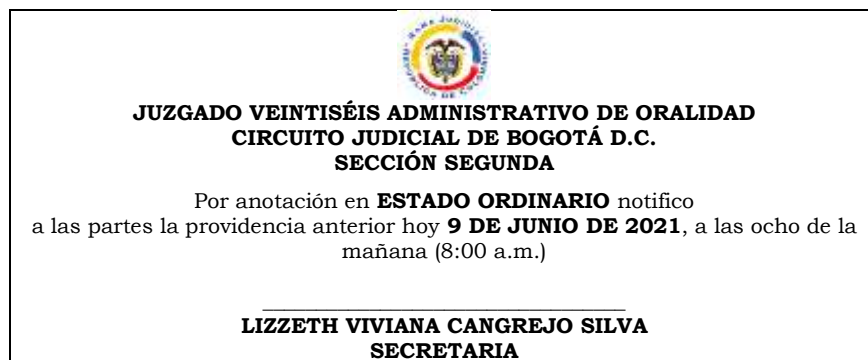 JUZGADO VEINTISÉIS ADMINISTRATIVO DE ORALIDAD
CIRCUITO JUDICIAL DE BOGOTÁ D.C.
SECCIÓN SEGUNDA
Por anotación en ESTADO ORDINARIO notifico
a las partes la providencia anterior hoy 9 DE JUNIO DE 2021, a las ocho de la
mañana (8:00 a.m.)
LIZZETH VIVIANA CANGREJO SILVA
SECRETARIA